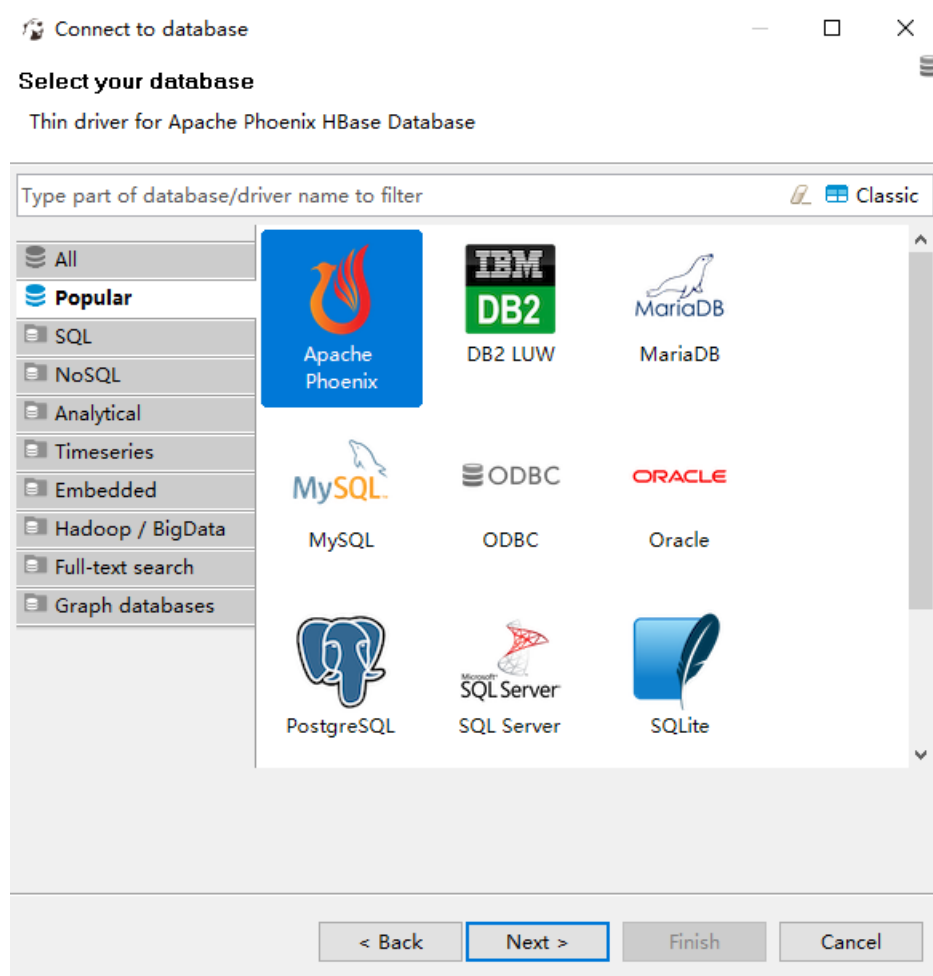 Connect to database
Select your database
Thin driver for Apache Phoenix HBase Database
Type part of database/driver name to filter
Classic
All
Popular
SQL
NoSQL
Analytical
Timeseries
Embedded
Hadoop / BigData
Full-text search
Graph databases
Apache
Phoenix
IBM
DB2
DB2 LUW
MariaDB
MariaDB
MySQL
MySQL
ODBC
ODBC
ORACLE
Oracle
PostgreSQL
Microsoft
SQL Server
SQL Server
SQLite
< Back
Next >
Finish
Cancel